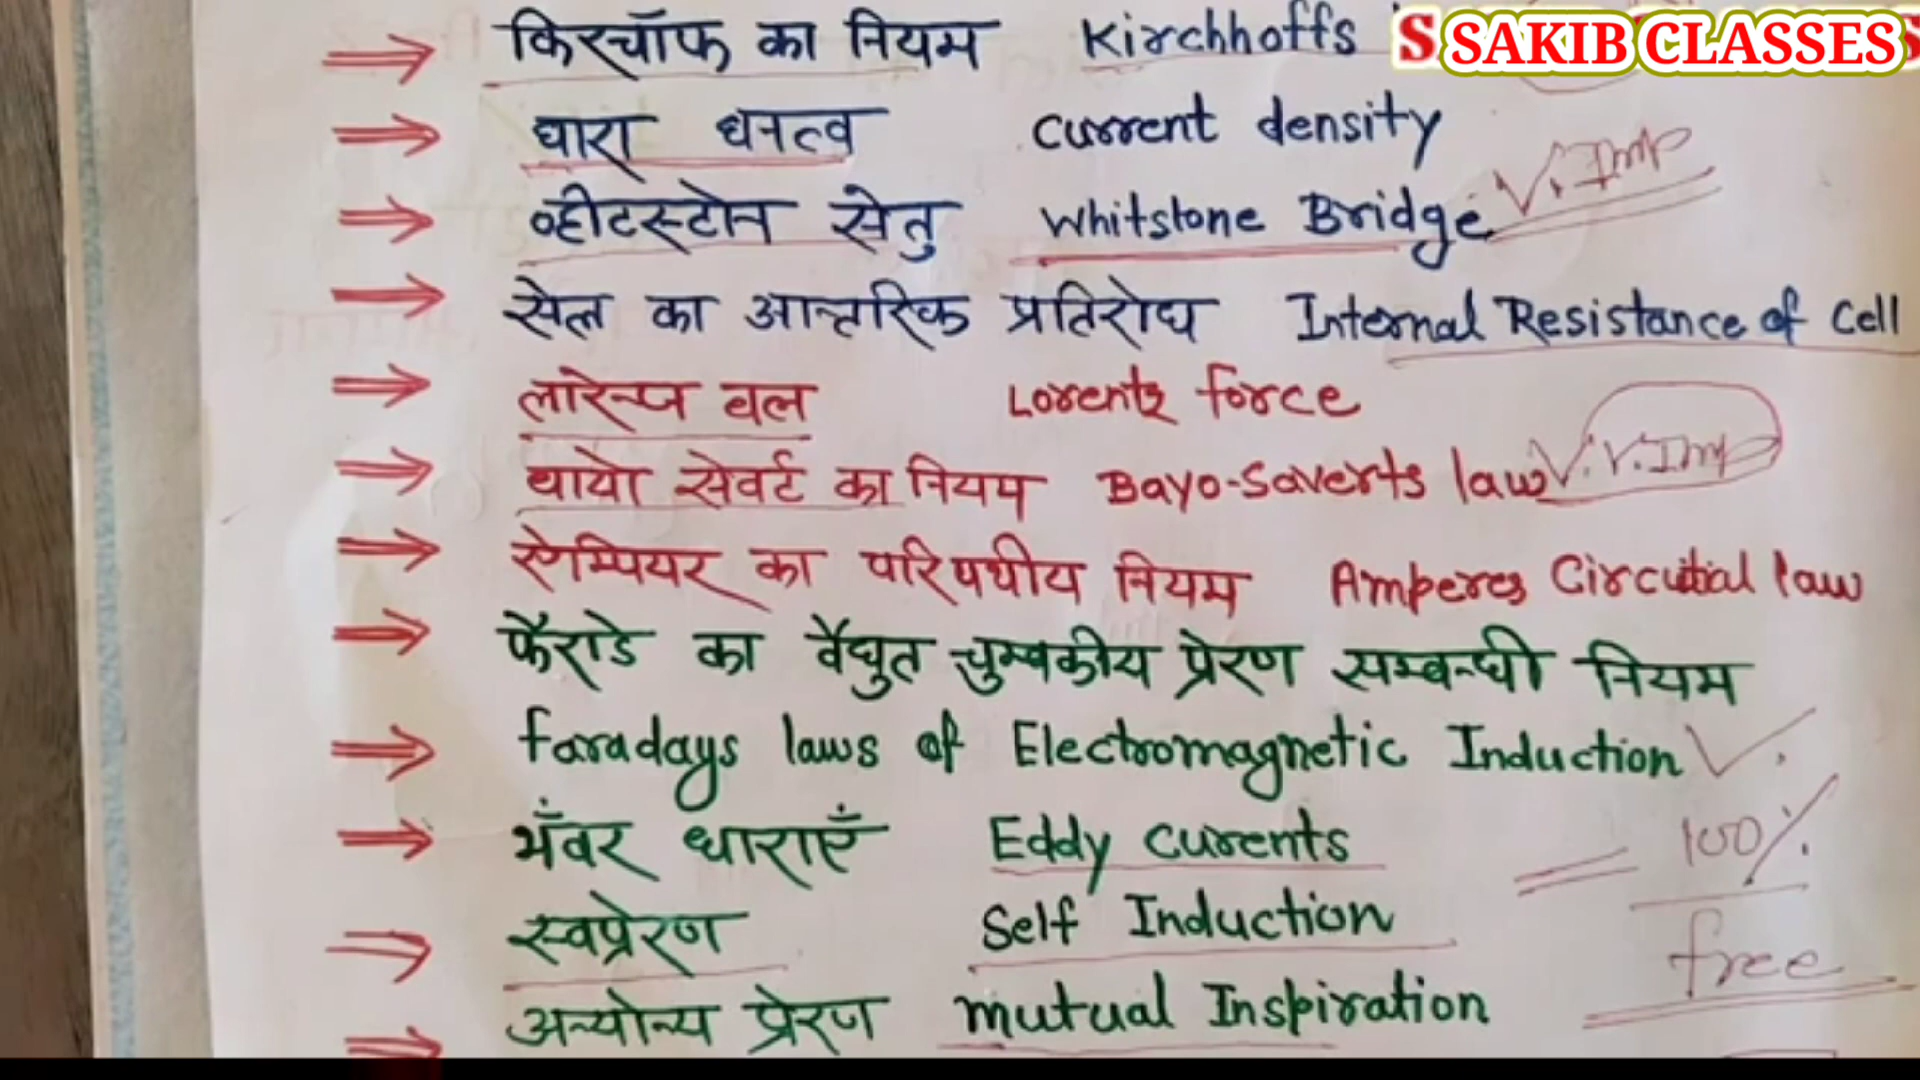 किरचॉफ का नियम Kirchhoffs SAKIB CLASSES
धारा घनत्व Current density
व्हीटस्टोन सेतु Whitstone Bridge V. Imp
सेल का आन्तरिक प्रतिरोध Internal Resistance of Cell
लारेन्ज बल Lorentz force
बायो सेवर्ट का नियम Bayo-Saverts law V. V. Imp
ऐम्पियर का परिपथीय नियम Amperes Circuital law
फैराडे का वैद्युत चुम्बकीय प्रेरण सम्बन्धी नियम
faradays laws of Electromagnetic Induction
भँवर धाराएँ Eddy Curents 100%
स्वप्रेरण Self Induction free
अन्योन्य प्रेरण mutual Inspiration